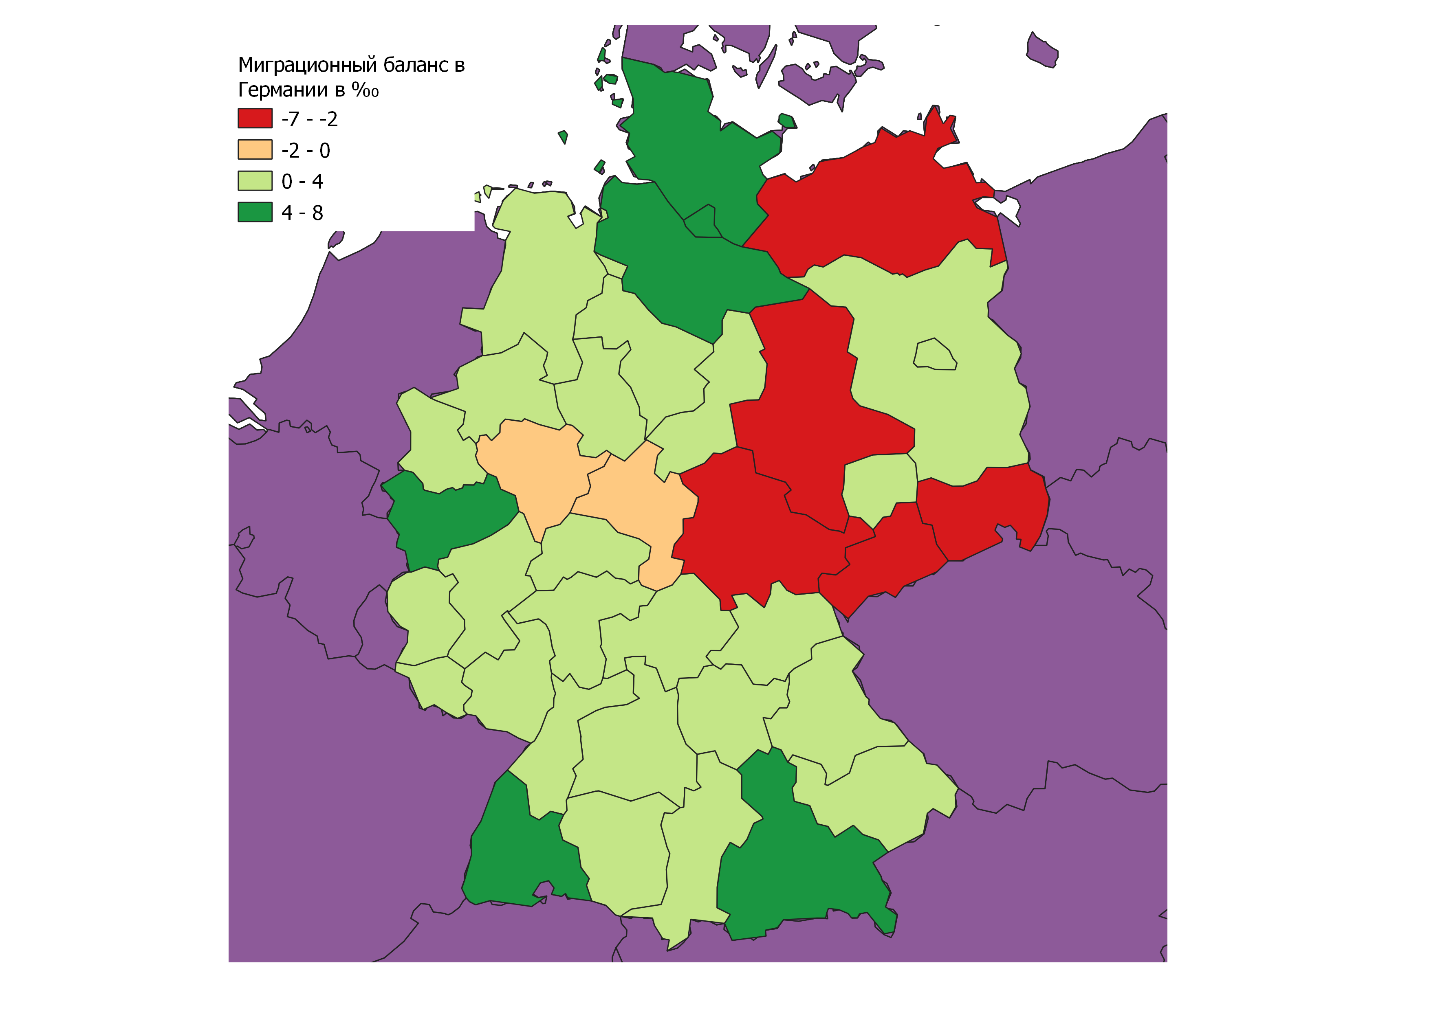 Миграционный баланс в
Германии в ‰
-7 - -2
-2 - 0
0 - 4
4 - 8